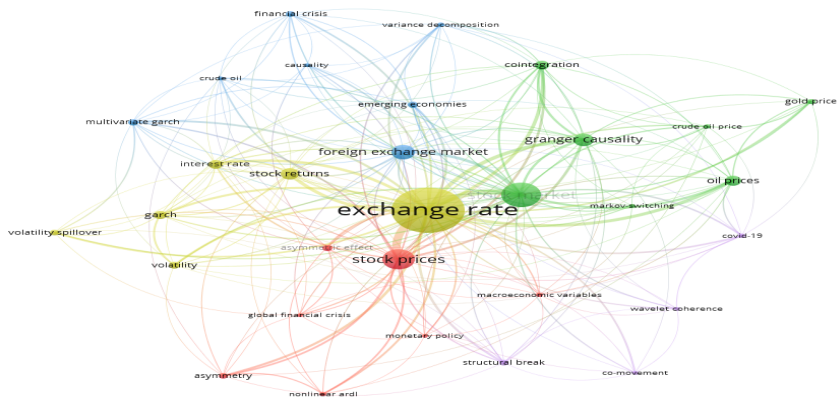 financial crisis
variance decomposition
causality
cointegration
crude oil
emerging economies
gold price
multivariate garch
crude oil price
granger causality
foreign exchange market
interest rate
stock returns
oil prices
stock market
exchange rate
markov switching
garch
volatility spillover
covid-19
asymmetric effect
stock prices
volatility
macroeconomic variables
global financial crisis
wavelet coherence
monetary policy
structural break
asymmetry
co-movement
nonlinear ardl